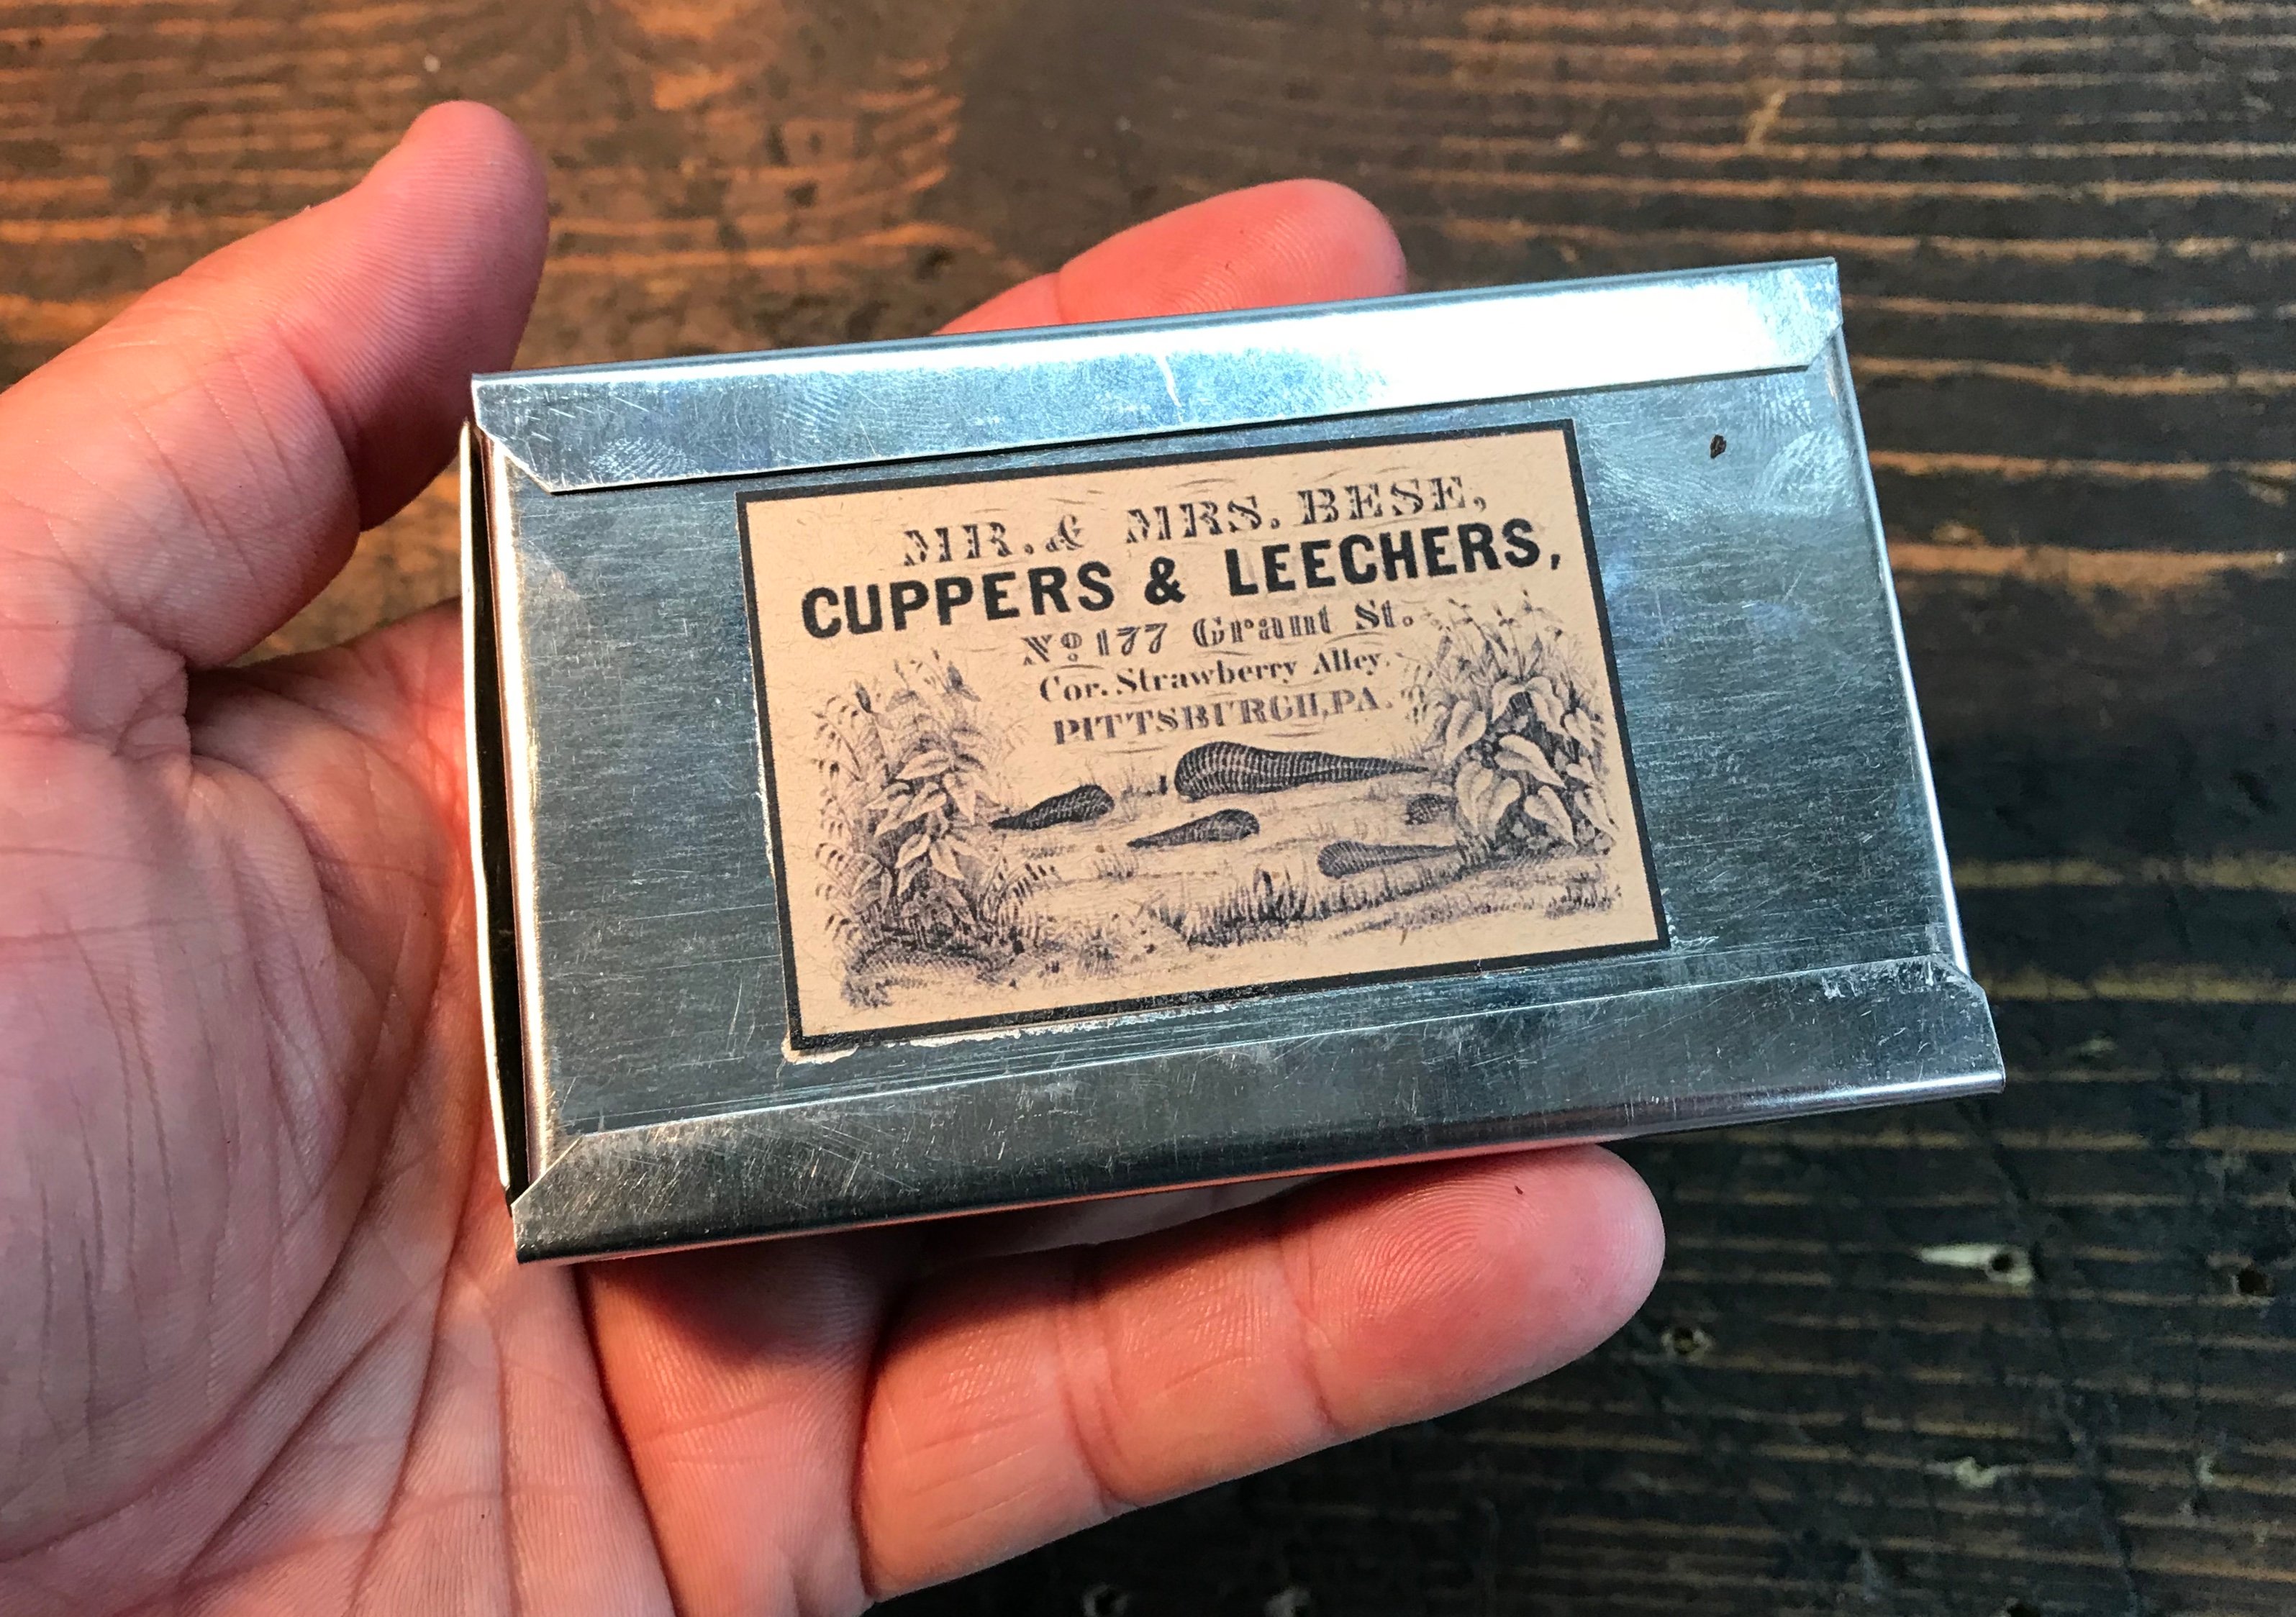 MR. & MRS. BESE,
CUPPERS & LEECHERS,
No 177 Grant St.
Cor. Strawberry Alley.
PITTSBURGH, PA.